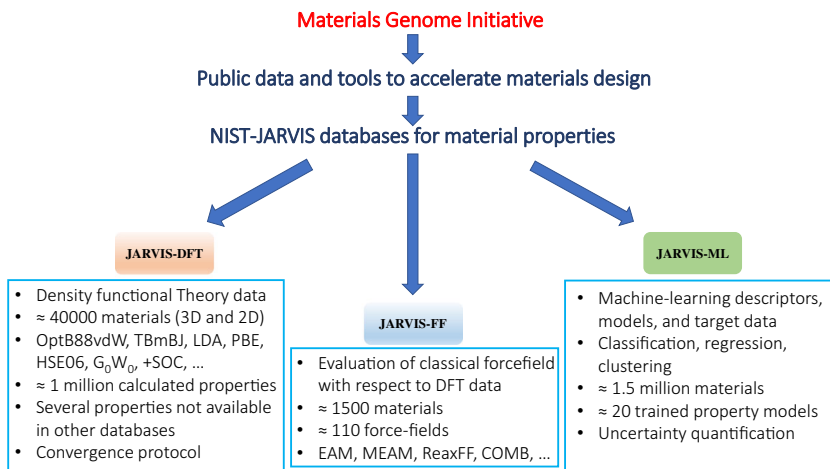 Materials Genome Initiative
Public data and tools to accelerate materials design
NIST-JARVIS databases for material properties
JARVIS-DFT
• Density functional Theory data
• ≈ 40000 materials (3D and 2D)
• OptB88vdW, TBmBJ, LDA, PBE,
HSE06, G₀W₀, +SOC, …
• ≈ 1 million calculated properties
• Several properties not available
in other databases
• Convergence protocol
JARVIS-FF
• Evaluation of classical forcefield
with respect to DFT data
• ≈ 1500 materials
• ≈ 110 force-fields
• EAM, MEAM, ReaxFF, COMB, …
JARVIS-ML
• Machine-learning descriptors,
models, and target data
• Classification, regression,
clustering
• ≈ 1.5 million materials
• ≈ 20 trained property models
• Uncertainty quantification